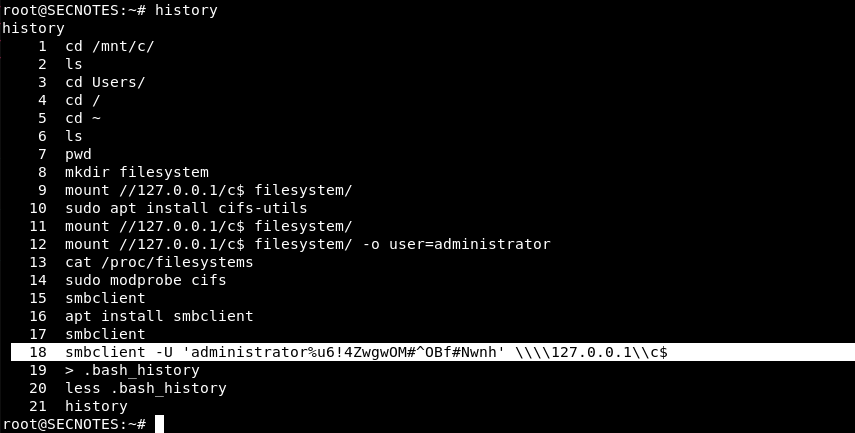 root@SECNOTES:~# history
history
    1  cd /mnt/c/
    2  ls
    3  cd Users/
    4  cd /
    5  cd ~
    6  ls
    7  pwd
    8  mkdir filesystem
    9  mount //127.0.0.1/c$ filesystem/
   10  sudo apt install cifs-utils
   11  mount //127.0.0.1/c$ filesystem/
   12  mount //127.0.0.1/c$ filesystem/ -o user=administrator
   13  cat /proc/filesystems
   14  sudo modprobe cifs
   15  smbclient
   16  apt install smbclient
   17  smbclient
   18  smbclient -U 'administrator%u6!4ZwgwOM#^OBf#Nwnh' \\\\127.0.0.1\\c$
   19  > .bash_history
   20  less .bash_history
   21  history
root@SECNOTES:~#